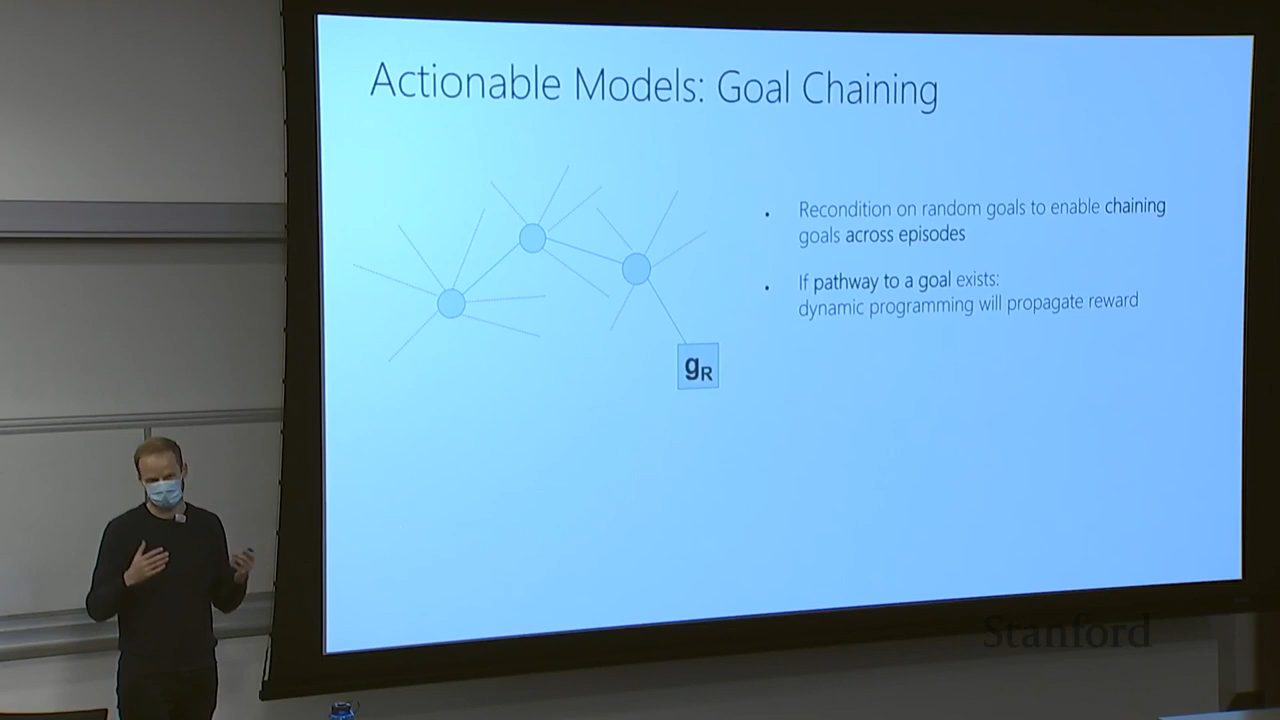 Actionable Models: Goal Chaining
Recondition on random goals to enable chaining
goals across episodes
If pathway to a goal exists:
dynamic programming will propagate reward
gR
Stanford